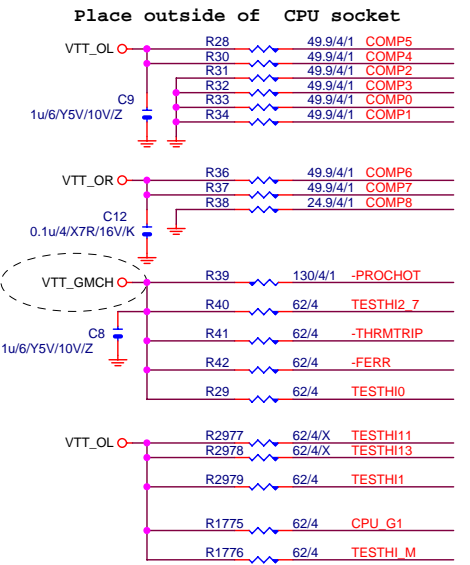 Place outside of CPU socket
VTT_OL R28 49.9/4/1 COMP5
R30 49.9/4/1 COMP4
R31 49.9/4/1 COMP2
R32 49.9/4/1 COMP3
C9 R33 49.9/4/1 COMP0
1u/6/Y5V/10V/Z R34 49.9/4/1 COMP1
VTT_OR R36 49.9/4/1 COMP6
R37 49.9/4/1 COMP7
R38 24.9/4/1 COMP8
C12
0.1u/4/X7R/16V/K
VTT_GMCH R39 130/4/1 -PROCHOT
R40 62/4 TESTHI2_7
C8 R41 62/4 -THRMTRIP
1u/6/Y5V/10V/Z
R42 62/4 -FERR
R29 62/4 TESTHI0
VTT_OL R2977 62/4/X TESTHI11
R2978 62/4/X TESTHI13
R2979 62/4 TESTHI1
R1775 62/4 CPU_G1
R1776 62/4 TESTHI_M